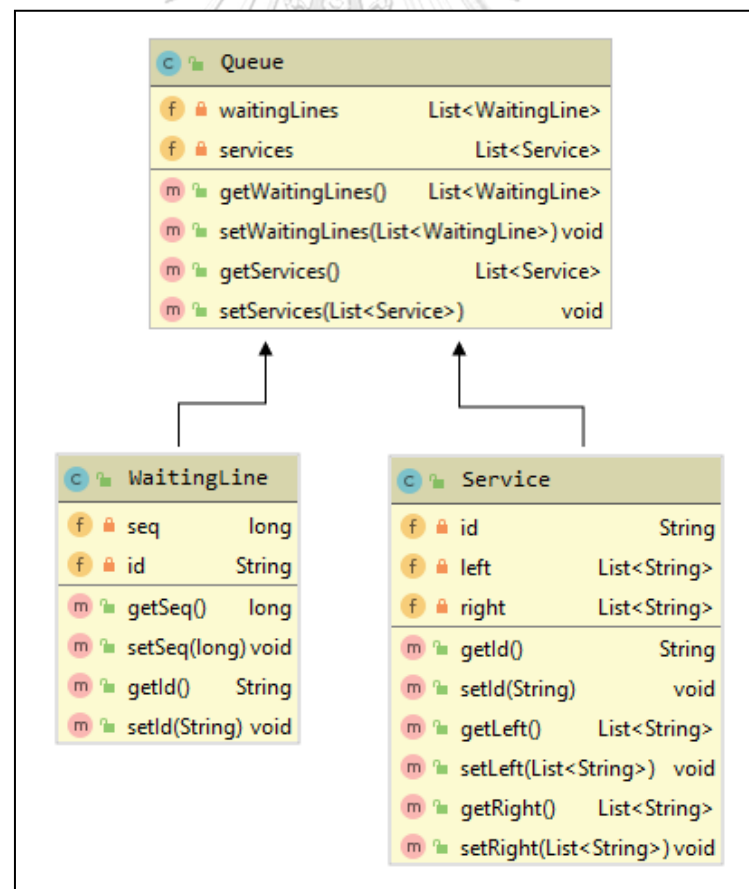 Queue
waitingLines List<WaitingLine>
services List<Service>
getWaitingLines() List<WaitingLine>
setWaitingLines(List<WaitingLine>) void
getServices() List<Service>
setServices(List<Service>) void
WaitingLine
seq long
id String
getSeq() long
setSeq(long) void
getId() String
setId(String) void
Service
id String
left List<String>
right List<String>
getId() String
setId(String) void
getLeft() List<String>
setLeft(List<String>) void
getRight() List<String>
setRight(List<String>) void